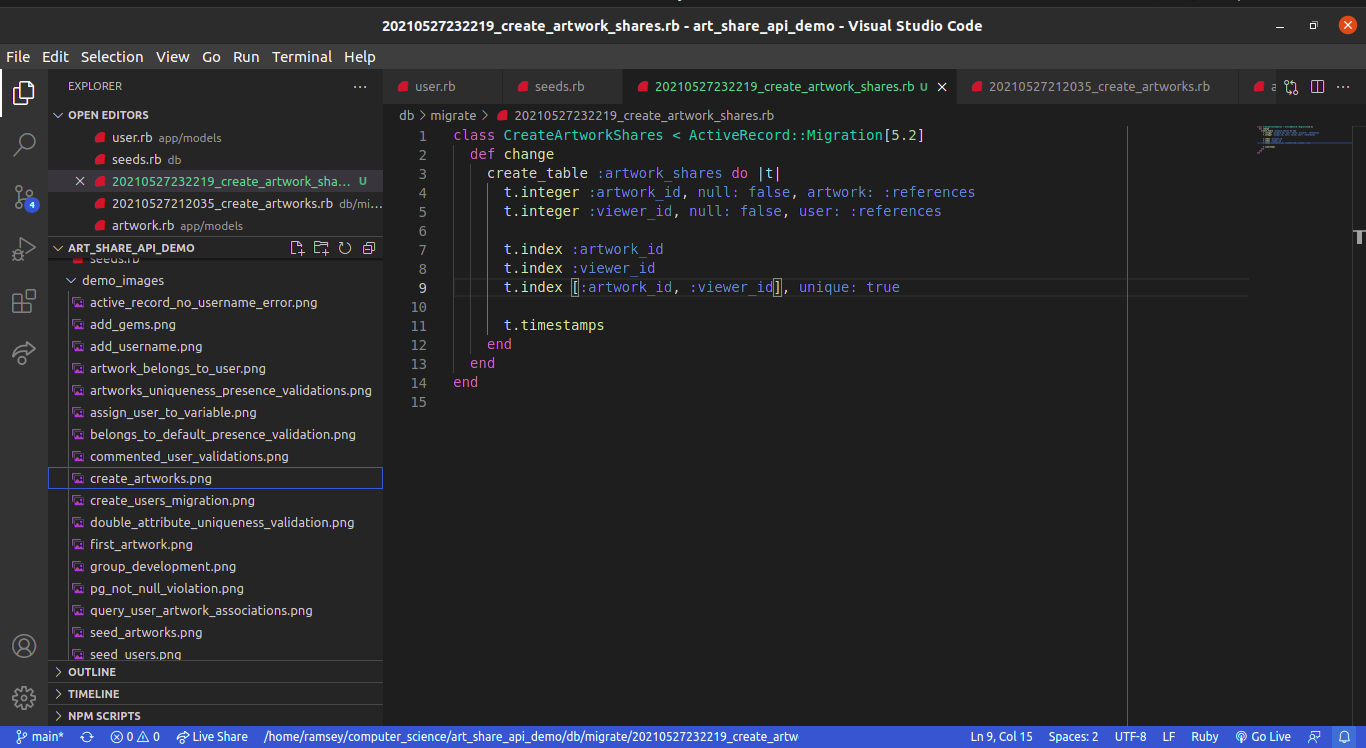 20210527232219_create_artwork_shares.rb - art_share_api_demo - Visual Studio Code
File Edit Selection View Go Run Terminal Help
EXPLORER
user.rb
seeds.rb
20210527232219_create_artwork_shares.rb U
20210527212035_create_artworks.rb
a
OPEN EDITORS
user.rb app/models
seeds.rb db
20210527232219_create_artwork_sha... U
20210527212035_create_artworks.rb db/mi...
artwork.rb app/models
4
ART_SHARE_API_DEMO
seeds.rb
demo_images
active_record_no_username_error.png
add_gems.png
add_username.png
artwork_belongs_to_user.png
artworks_uniqueness_presence_validations.png
assign_user_to_variable.png
belongs_to_default_presence_validation.png
commented_user_validations.png
create_artworks.png
create_users_migration.png
double_attribute_uniqueness_validation.png
first_artwork.png
group_development.png
pg_not_null_violation.png
query_user_artwork_associations.png
seed_artworks.png
seed_users.png
OUTLINE
TIMELINE
NPM SCRIPTS
db > migrate > 20210527232219_create_artwork_shares.rb
1 class CreateArtworkShares < ActiveRecord::Migration[5.2]
2 def change
3 create_table :artwork_shares do |t|
4 t.integer :artwork_id, null: false, artwork: :references
5 t.integer :viewer_id, null: false, user: :references
6
7 t.index :artwork_id
8 t.index :viewer_id
9 t.index [:artwork_id, :viewer_id], unique: true
10
11 t.timestamps
12 end
13 end
14 end
15
main* 0 0 Live Share /home/ramsey/computer_science/art_share_api_demo/db/migrate/20210527232219_create_artw Ln 9, Col 15 Spaces: 2 UTF-8 LF Ruby Go Live